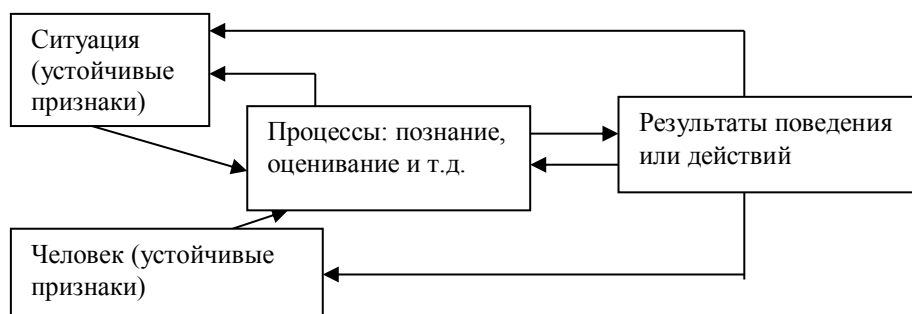 Ситуация
(устойчивые
признаки)
Процессы: познание,
оценивание и т.д.
Результаты поведения
или действий
Человек (устойчивые
признаки)